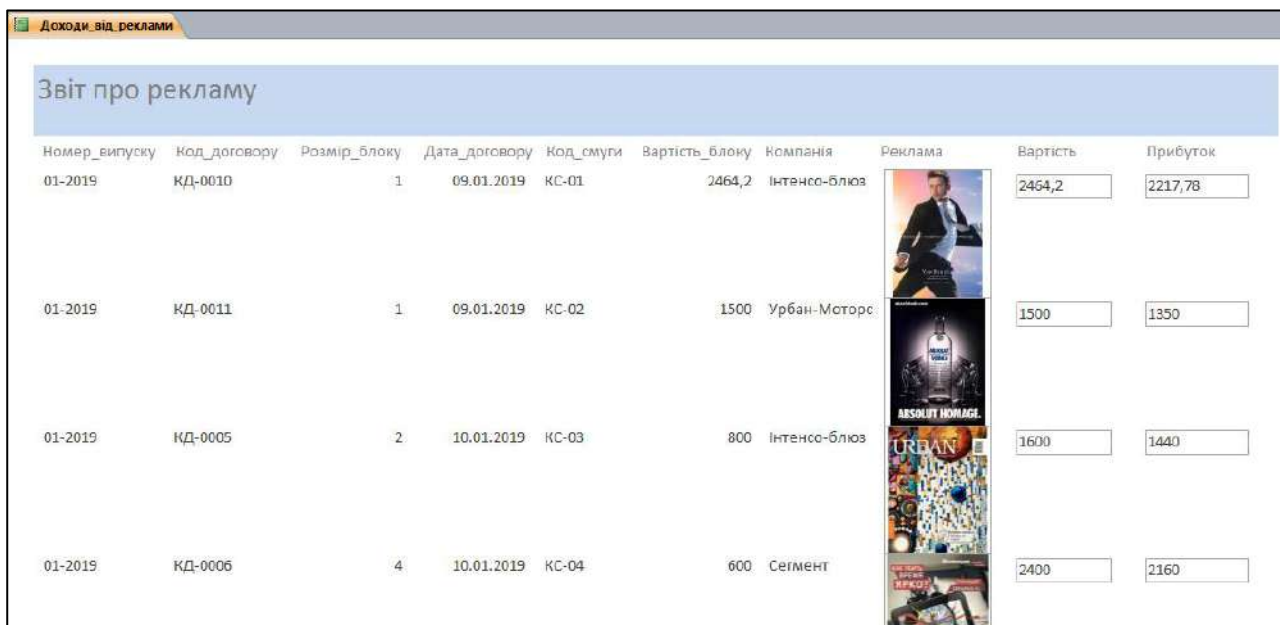 Доходи_від_реклами
Звіт про рекламу
Номер_випуску Код_договору Розмір_блоку Дата_договору Код_смуги Вартість_блоку Компанія Реклама Вартість Прибуток
01-2019 КД-0010 1 09.01.2019 КС-01 2464,2 Інтенсо-блюз 2464,2 2217,78
01-2019 КД-0011 1 09.01.2019 КС-02 1500 Урбан-Моторс 1500 1350
ABSOLUT HOMAGE.
01-2019 КД-0005 2 10.01.2019 КС-03 800 Інтенсо-блюз 1600 1440
URBAN
01-2019 КД-0006 4 10.01.2019 КС-04 600 Сегмент 2400 2160
ВРЕМЯ
ЯРКО?